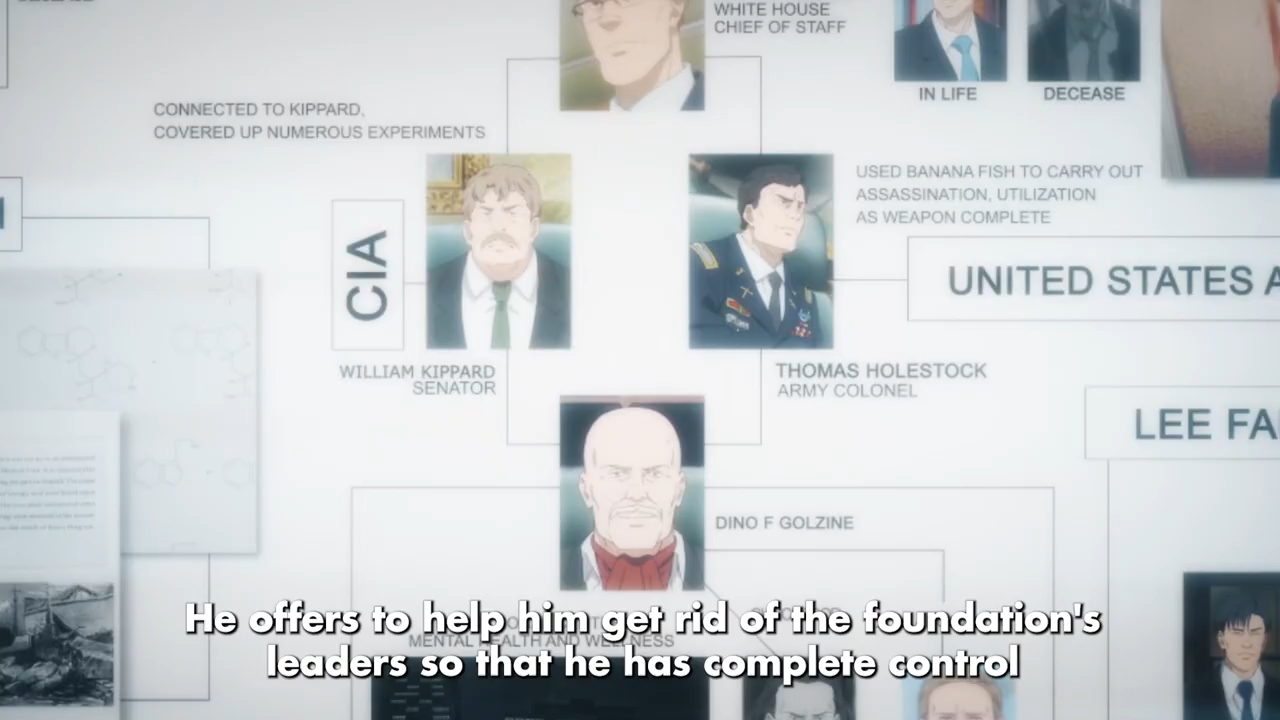 WHITE HOUSE
CHIEF OF STAFF
IN LIFE
DECEASE
CONNECTED TO KIPPARD,
COVERED UP NUMEROUS EXPERIMENTS
USED BANANA FISH TO CARRY OUT
ASSASSINATION, UTILIZATION
AS WEAPON COMPLETE
CIA
UNITED STATES A
WILLIAM KIPPARD
SENATOR
THOMAS HOLESTOCK
ARMY COLONEL
LEE FA
DINO F GOLZINE
MENTAL HEALTH AND WELLNESS
He offers to help him get rid of the foundation's
leaders so that he has complete control